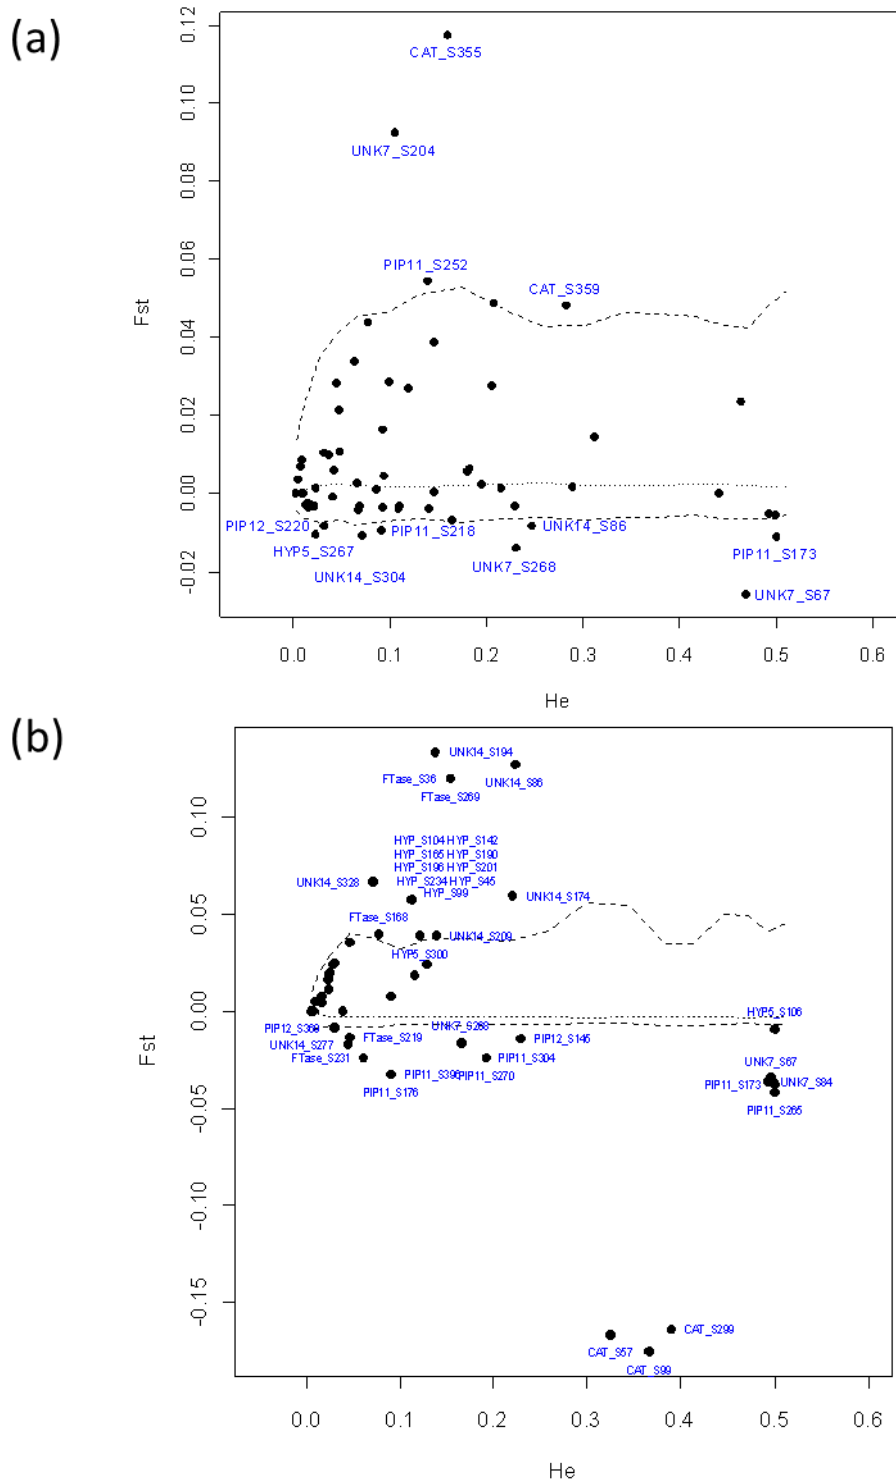 (a)
0.12
CAT_S355
0.10
UNK7_S204
0.08
0.06
PIP11_S252
CAT_S359
Fst
0.04
0.02
0.00
PIP12_S220
PIP11_S218
UNK14_S86
HYP5_S267
UNK7_S268
PIP11_S173
UNK14_S304
-0.02
UNK7_S67
0.0 0.1 0.2 0.3 0.4 0.5 0.6
He
(b)
UNK14_S194
FTase_S36
UNK14_S86
FTase_S269
0.10
HYP_S104 HYP_S142
HYP_S165 HYP_S190
HYP_S196 HYP_S201
UNK14_S328
HYP_S234 HYP_S45
HYP_S99
UNK14_S174
0.05
FTase_S168
UNK14_S209
HYP5_S300
Fst
0.00
HYP5_S106
PIP12_S369
UNK7_S268
FTase_S219
PIP12_S145
UNK14_S277
FTase_S231
PIP11_S304
UNK7_S67
PIP11_S396
PIP11_S270
PIP11_S173
UNK7_S84
PIP11_S176
-0.05
PIP11_S265
-0.10
-0.15
CAT_S299
CAT_S57
CAT_S99
0.0 0.1 0.2 0.3 0.4 0.5 0.6
He